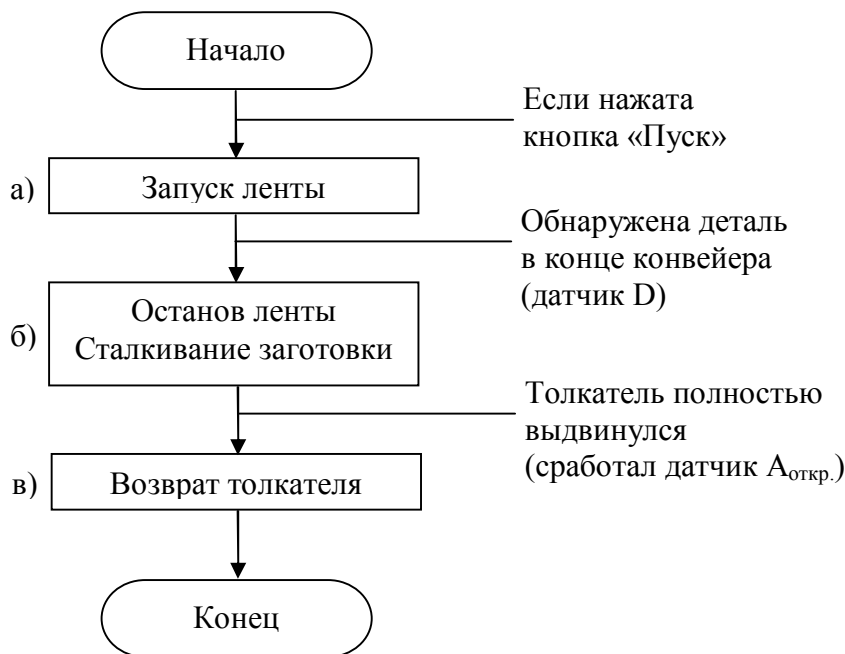 Начало
Если нажата
кнопка «Пуск»
а)
Запуск ленты
Обнаружена деталь
в конце конвейера
(датчик D)
б)
Останов ленты
Сталкивание заготовки
Толкатель полностью
выдвинулся
(сработал датчик Aоткр.)
в)
Возврат толкателя
Конец